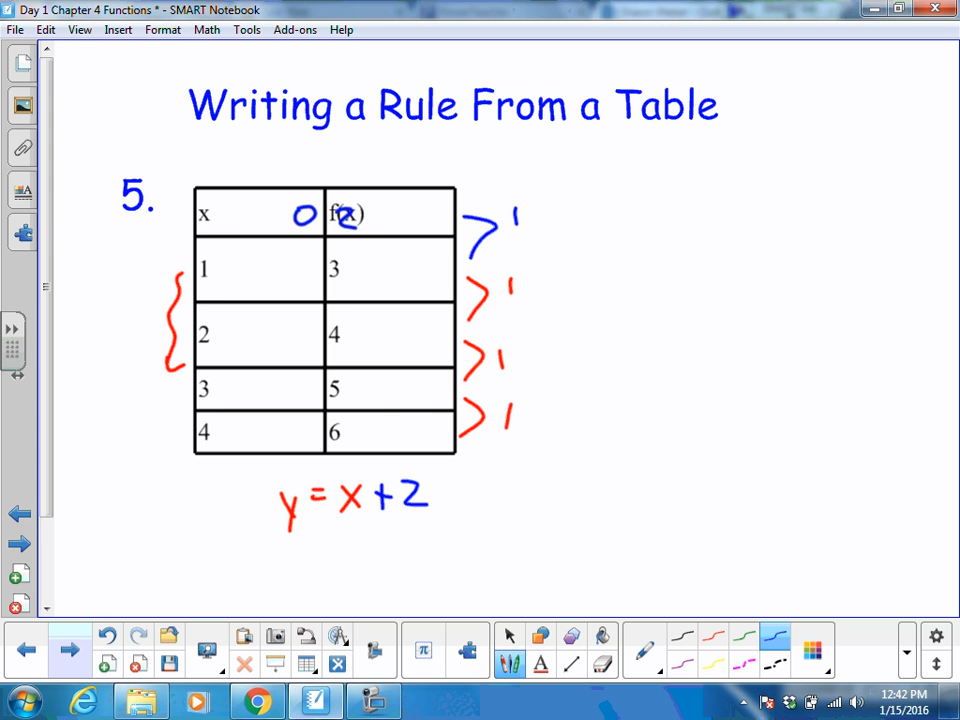 Day 1 Chapter 4 Functions * - SMART Notebook
File Edit View Insert Format Math Tools Add-ons Help
Writing a Rule From a Table
5.
x 0 f(x) 2 > 1
1 3 > 1
2 4 > 1
3 5 > 1
4 6
y = x + 2
π
A
12:42 PM
1/15/2016